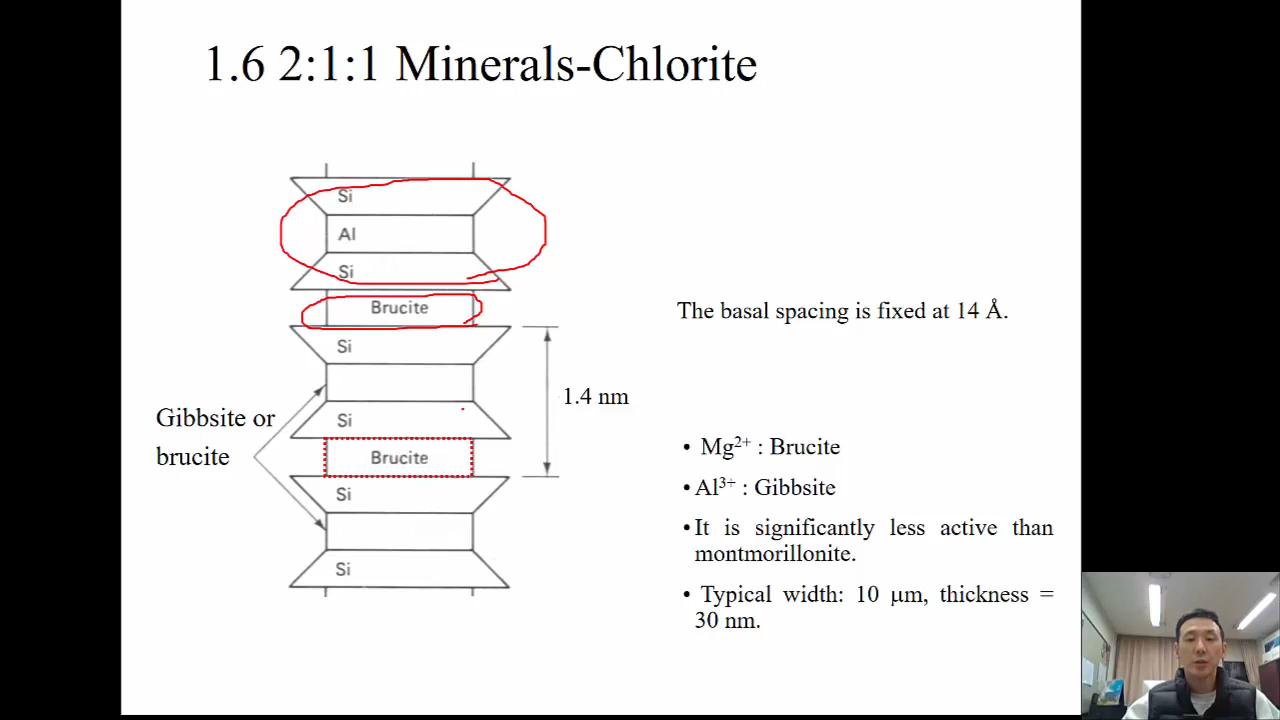 1.6 2:1:1 Minerals-Chlorite
Si
Al
Si
Brucite
The basal spacing is fixed at 14 Å.
Si
1.4 nm
Gibbsite or
brucite
Si
Brucite
Si
Si
• Mg²⁺ : Brucite
• Al³⁺ : Gibbsite
• It is significantly less active than
montmorillonite.
• Typical width: 10 μm, thickness =
30 nm.